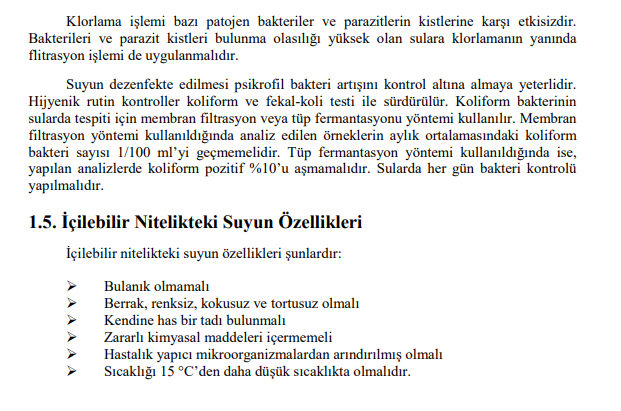 Klorlama işlemi bazı patojen bakteriler ve parazitlerin kistlerine karşı etkisizdir.
Bakterileri ve parazit kistleri bulunma olasılığı yüksek olan sulara klorlamanın yanında
flitrasyon işlemi de uygulanmalıdır.
Suyun dezenfekte edilmesi psikrofil bakteri artışını kontrol altına almaya yeterlidir.
Hijyenik rutin kontroller koliform ve fekal-koli testi ile sürdürülür. Koliform bakterinin
sularda tespiti için membran filtrasyon veya tüp fermantasyonu yöntemi kullanılır. Membran
filtrasyon yöntemi kullanıldığında analiz edilen örneklerin aylık ortalamasındaki koliform
bakteri sayısı 1/100 ml’yi geçmemelidir. Tüp fermantasyon yöntemi kullanıldığında ise,
yapılan analizlerde koliform pozitif %10’u aşmamalıdır. Sularda her gün bakteri kontrolü
yapılmalıdır.
1.5. İçilebilir Nitelikteki Suyun Özellikleri
İçilebilir nitelikteki suyun özellikleri şunlardır:
➢ Bulanık olmamalı
➢ Berrak, renksiz, kokusuz ve tortusuz olmalı
➢ Kendine has bir tadı bulunmalı
➢ Zararlı kimyasal maddeleri içermemeli
➢ Hastalık yapıcı mikroorganizmalardan arındırılmış olmalı
➢ Sıcaklığı 15 °C’den daha düşük sıcaklıkta olmalıdır.